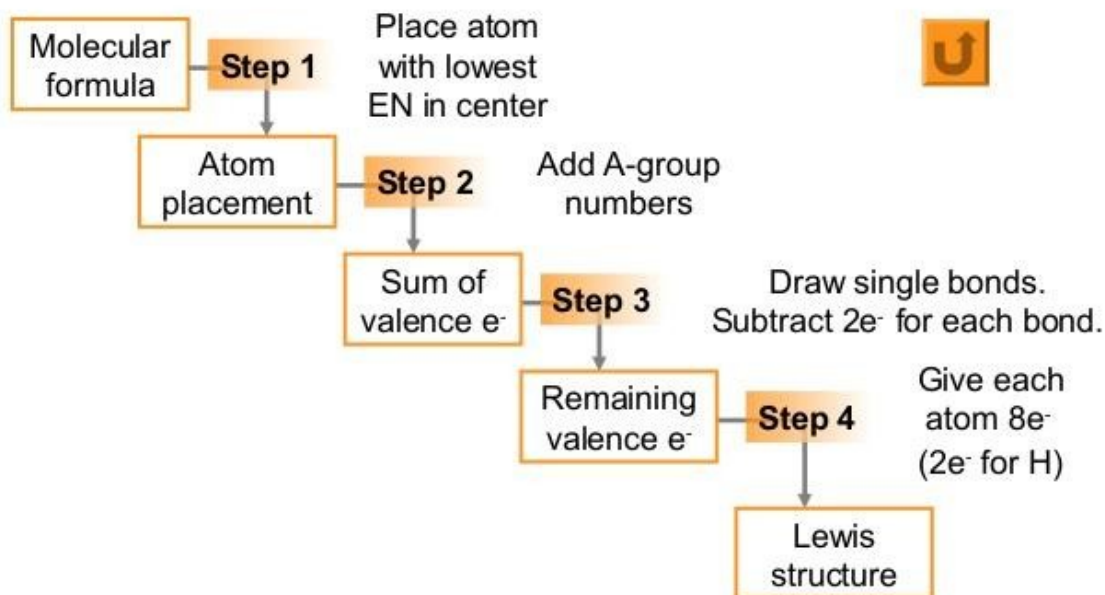 Molecular
formula
Step 1
Place atom
with lowest
EN in center
Atom
placement
Step 2
Add A-group
numbers
Sum of
valence e⁻
Step 3
Draw single bonds.
Subtract 2e⁻ for each bond.
Remaining
valence e⁻
Step 4
Give each
atom 8e⁻
(2e⁻ for H)
Lewis
structure